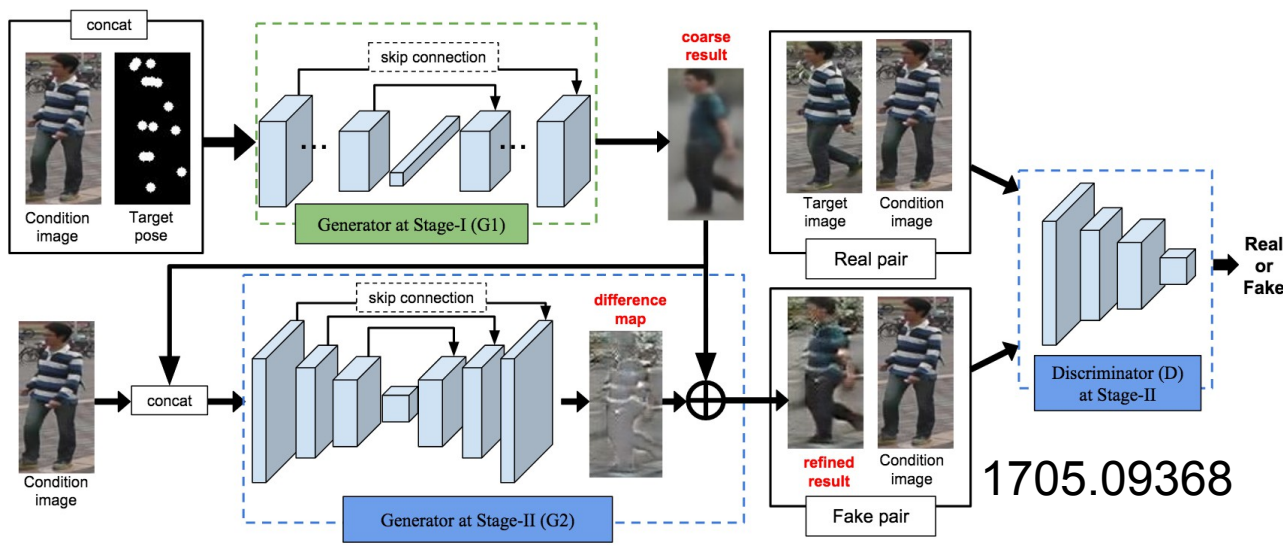 concat
Condition
image
Target
pose
skip connection
Generator at Stage-I (G1)
coarse
result
Target
image
Condition
image
Real pair
Real
or
Fake
Discriminator (D)
at Stage-II
Condition
image
concat
skip connection
Generator at Stage-II (G2)
difference
map
refined
result
Condition
image
Fake pair
1705.09368